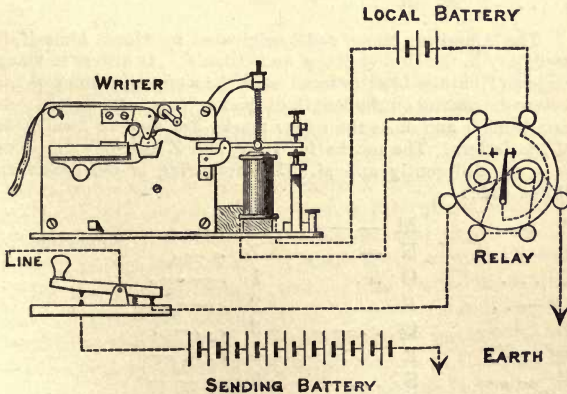 LOCAL BATTERY
WRITER
RELAY
LINE
EARTH
SENDING BATTERY